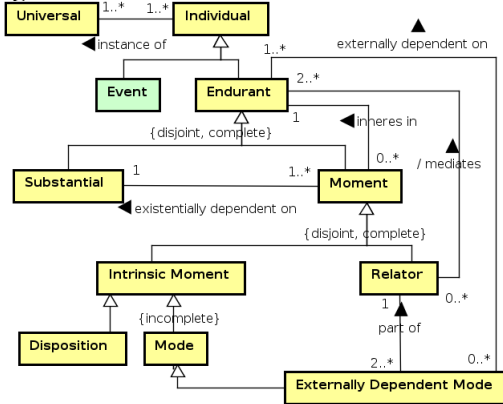 Universal
1..*
1..*
Individual
instance of
externally dependent on
1..*
Event
Endurant
2..*
1
inheres in
{disjoint, complete}
0..*
/ mediates
Substantial
1
1..*
Moment
existentially dependent on
{disjoint, complete}
Intrinsic Moment
Relator
0..*
1
{incomplete}
part of
Disposition
Mode
2..*
0..*
Externally Dependent Mode